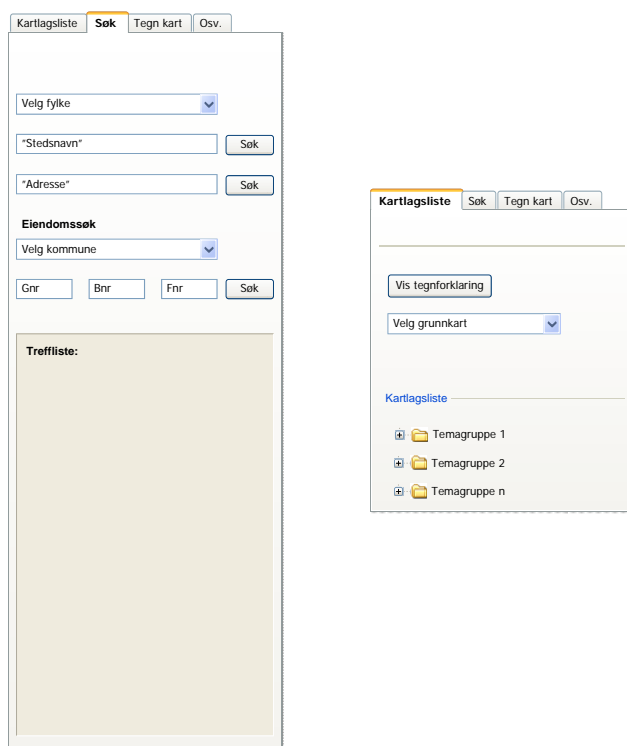 Kartlagsliste Søk Tegn kart Osv.
Velg fylke
"Stedsnavn" Søk
"Adresse" Søk
Eiendomssøk
Velg kommune
Gnr Bnr Fnr Søk
Treffliste:
Kartlagsliste Søk Tegn kart Osv.
Vis tegnforklaring
Velg grunnkart
Kartlagsliste
Temagruppe 1
Temagruppe 2
Temagruppe n